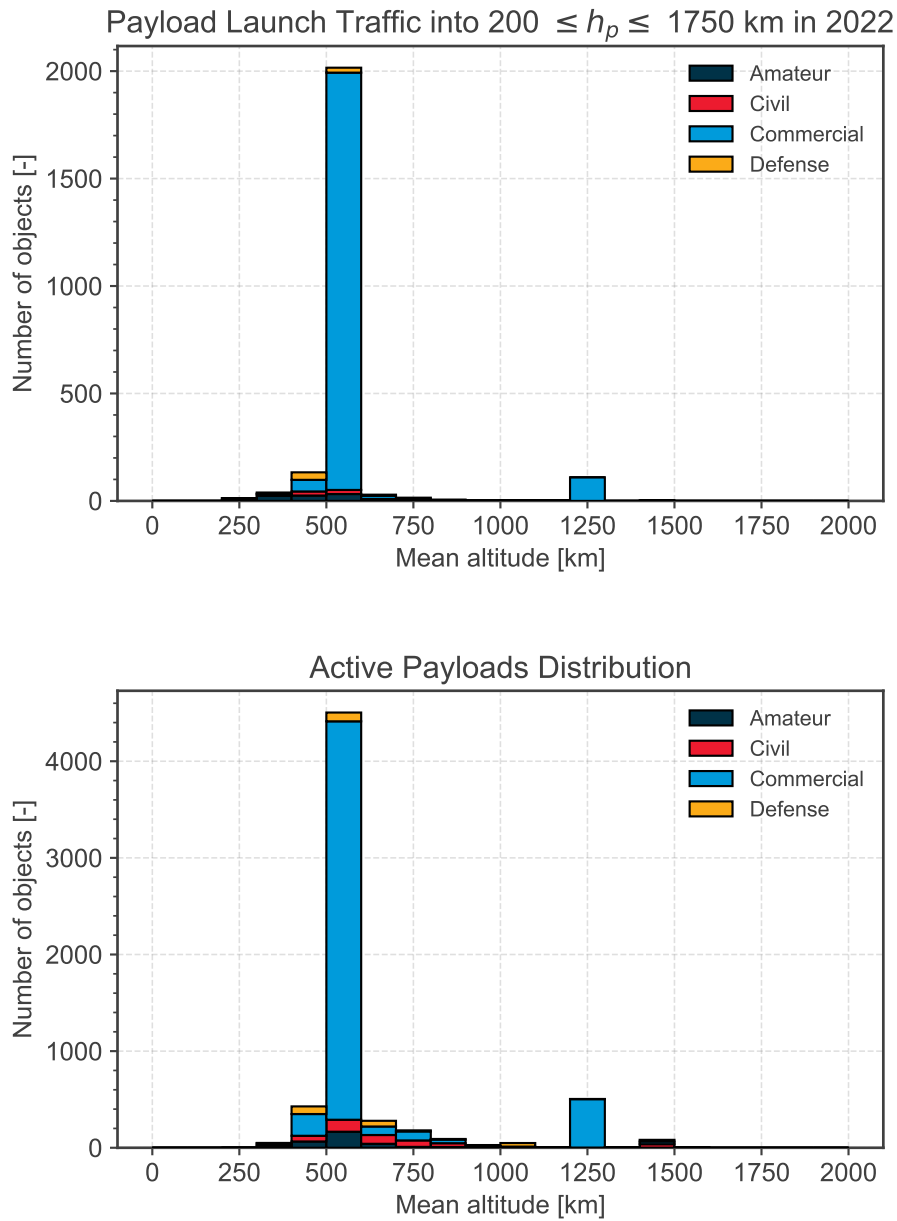 Payload Launch Traffic into 200 ≤ hₚ ≤ 1750 km in 2022
Number of objects [-]
2000
1500
1000
500
0
Amateur
Civil
Commercial
Defense
0 250 500 750 1000 1250 1500 1750 2000
Mean altitude [km]
Active Payloads Distribution
Number of objects [-]
4000
3000
2000
1000
0
Amateur
Civil
Commercial
Defense
0 250 500 750 1000 1250 1500 1750 2000
Mean altitude [km]